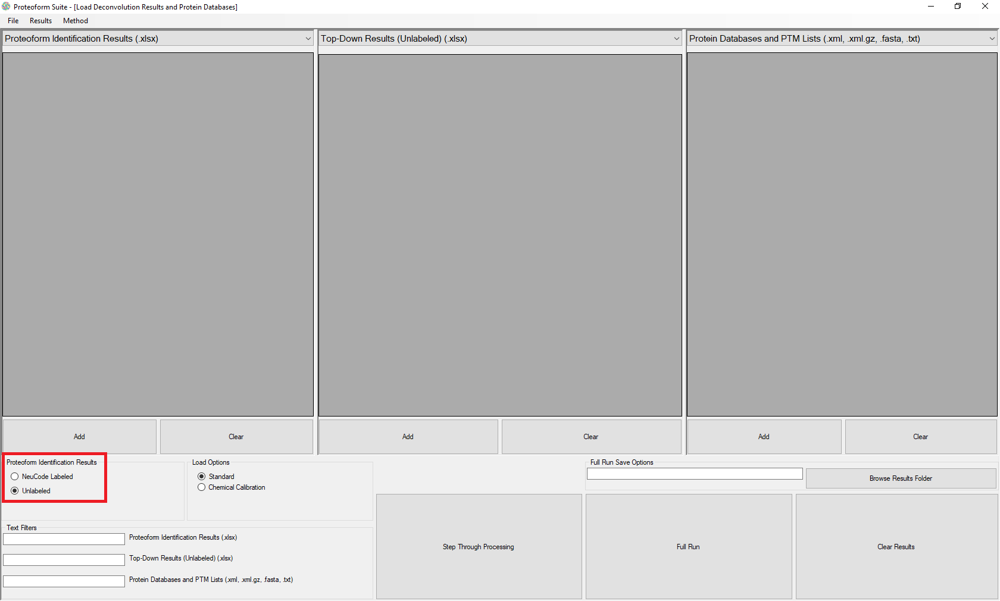 Proteoform Suite - [Load Deconvolution Results and Protein Databases]
File Results Method
Proteoform Identification Results (.xlsx)
Top-Down Results (Unlabeled) (.xlsx)
Protein Databases and PTM Lists (.xml, .xml.gz, .fasta, .txt)
Add
Clear
Add
Clear
Add
Clear
Proteoform Identification Results
NeuCode Labeled
Unlabeled
Load Options
Standard
Chemical Calibration
Full Run Save Options
Browse Results Folder
Text Filters
Proteoform Identification Results (.xlsx)
Top-Down Results (Unlabeled) (.xlsx)
Protein Databases and PTM Lists (.xml, .xml.gz, .fasta, .txt)
Step Through Processing
Full Run
Clear Results